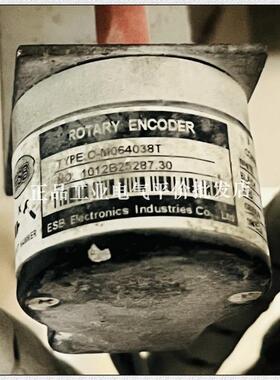 ROTARY ENCODER
TYPE O-M064038T
NO. 1012B25287.30
正品工业电气平价批发店
ESB Electronics Industries Co., Ltd